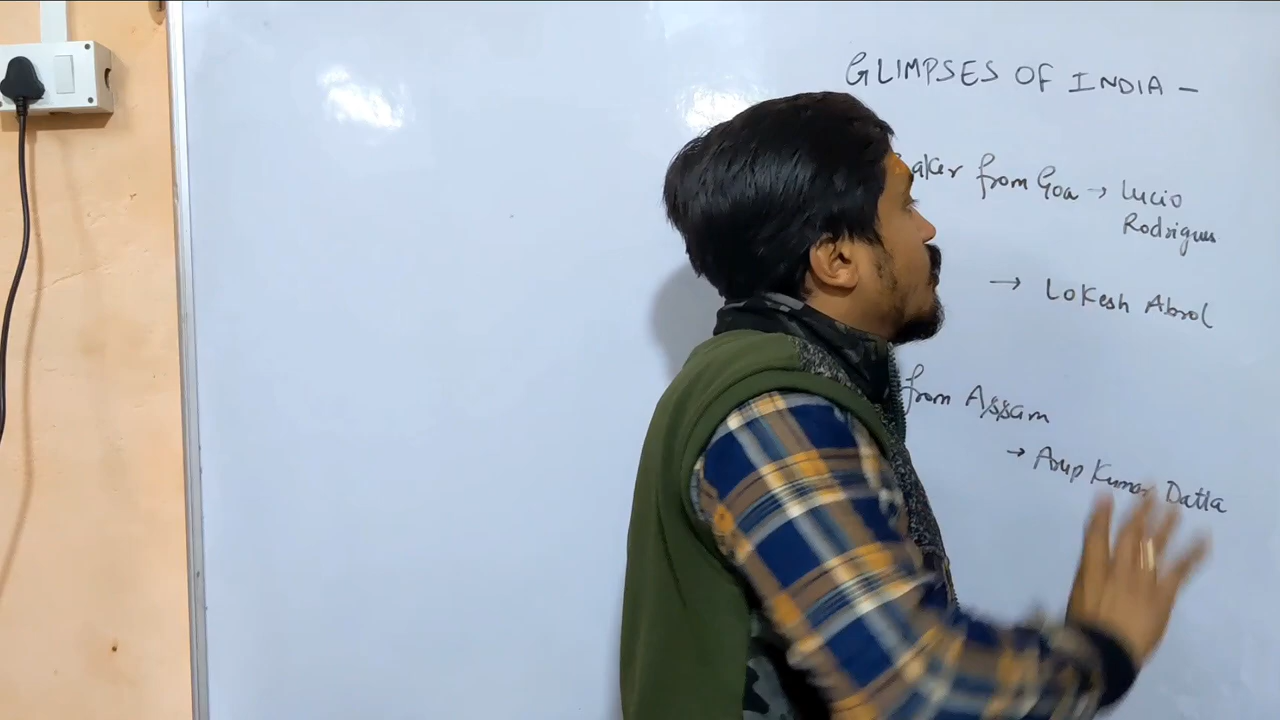 GLIMPSES OF INDIA -
aker from Goa → Lucio
Rodrigues
→ Lokesh Abrol
from Assam
→ Arup Kumar Datta